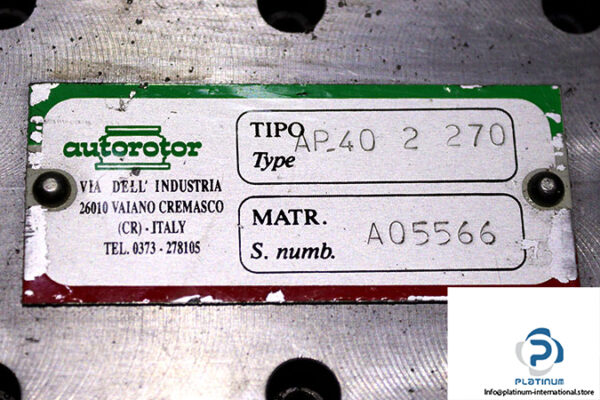 autorotor
VIA DELL' INDUSTRIA
26010 VAIANO CREMASCO
(CR) - ITALY
TEL. 0373 - 278105
TIPO
Type
AP-40 2 270
MATR.
S. numb.
A05566
PLATINUM
Info@platinum-international.store